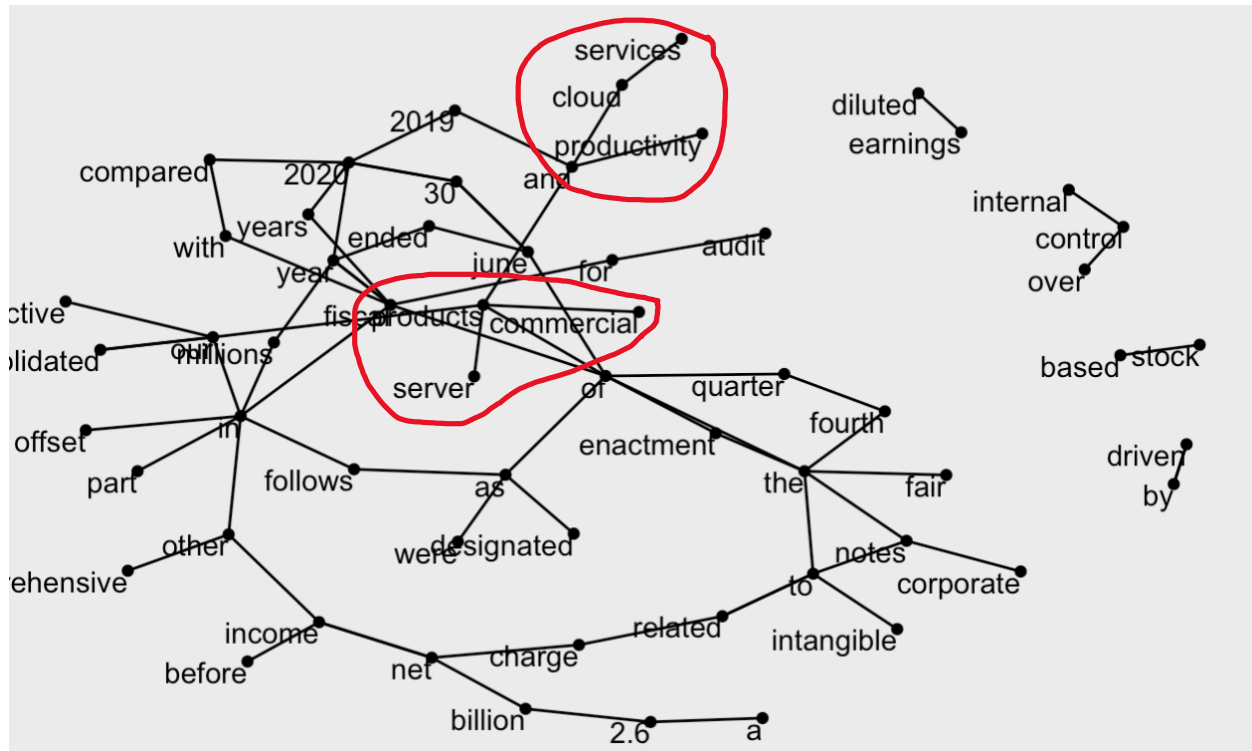 services
cloud
diluted
2019
productivity
earnings
compared
2020
and
30
internal
years
ended
with
audit
control
year
june
for
over
ctive
fiscal
products
commercial
our
millions
lidated
stock
based
server
of
quarter
fourth
in
offset
enactment
driven
part
follows
as
the
fair
by
other
were
designated
notes
rehensive
to
corporate
income
related
intangible
before
net
charge
billion
2.6
a